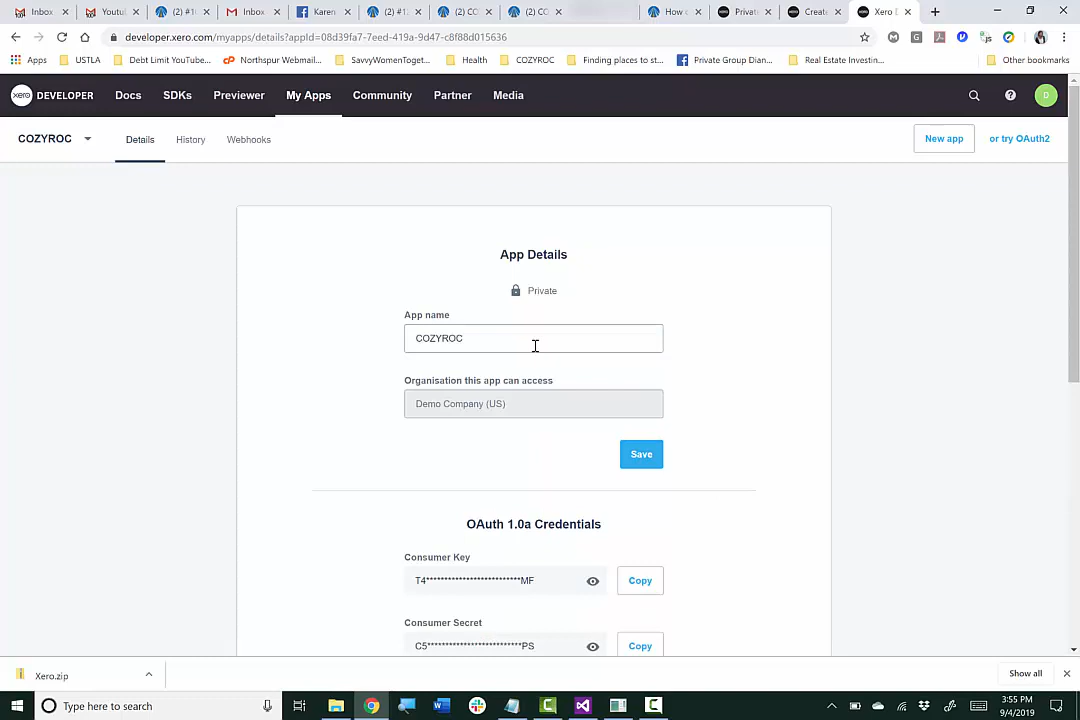 Inbox
Youtul
(2) #1
Inbox
Karen
(2) #1
(2) CC
(2) CC
How c
Privat
Create
Xero D
developer.xero.com/myapps/details?appId=08d39fa7-7eed-419a-9d47-c8f88d015636
Apps
USTLA
Debt Limit YouTube...
Northspur Webmail...
SavvyWomenToget...
Health
COZYROC
Finding places to st...
Private Group Dian...
Real Estate Investin...
Other bookmarks
xero DEVELOPER
Docs
SDKs
Previewer
My Apps
Community
Partner
Media
D
COZYROC
Details
History
Webhooks
New app
or try OAuth2
App Details
Private
App name
COZYROC
Organisation this app can access
Demo Company (US)
Save
OAuth 1.0a Credentials
Consumer Key
T4**************************MF
Copy
Consumer Secret
C5**************************PS
Copy
Xero.zip
Show all
Type here to search
3:55 PM
9/4/2019